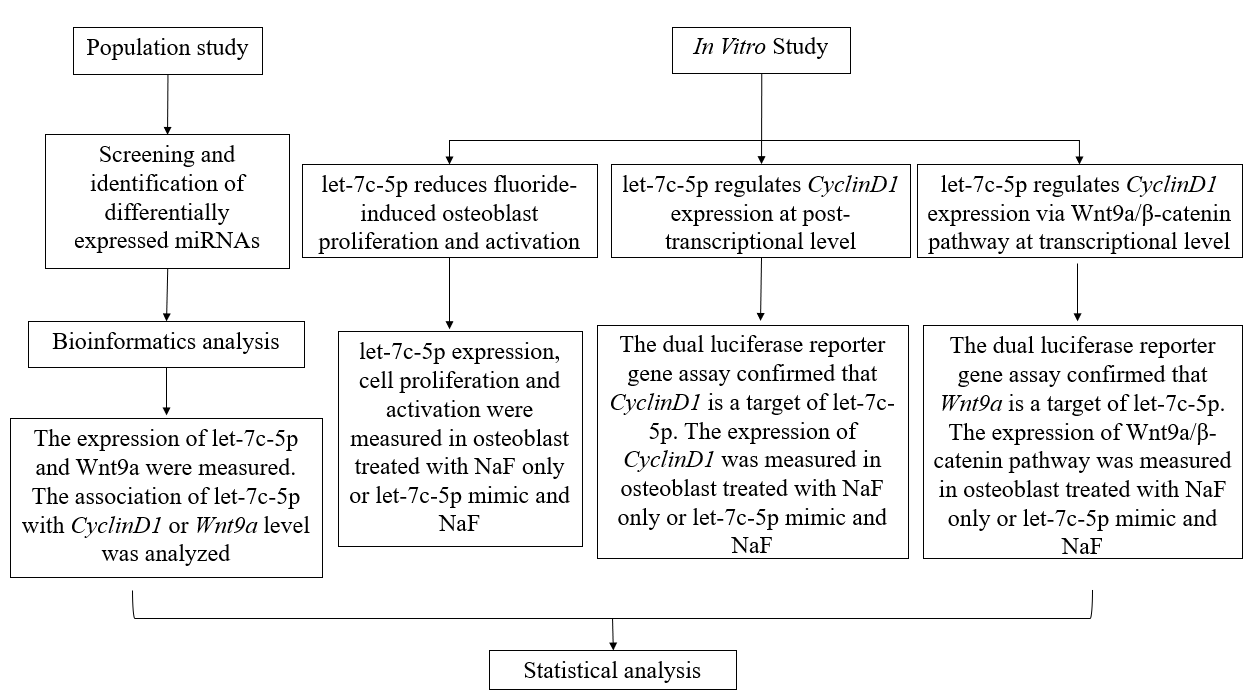 Population study
Screening and
identification of
differentially
expressed miRNAs
Bioinformatics analysis
The expression of let-7c-5p
and Wnt9a were measured.
The association of let-7c-5p
with CyclinD1 or Wnt9a level
was analyzed
In Vitro Study
let-7c-5p reduces fluoride-
induced osteoblast
proliferation and activation
let-7c-5p expression,
cell proliferation and
activation were
measured in osteoblast
treated with NaF only
or let-7c-5p mimic and
NaF
let-7c-5p regulates CyclinD1
expression at post-
transcriptional level
The dual luciferase reporter
gene assay confirmed that
CyclinD1 is a target of let-7c-
5p. The expression of
CyclinD1 was measured in
osteoblast treated with NaF
only or let-7c-5p mimic and
NaF
let-7c-5p regulates CyclinD1
expression via Wnt9a/β-catenin
pathway at transcriptional level
The dual luciferase reporter
gene assay confirmed that
Wnt9a is a target of let-7c-5p.
The expression of Wnt9a/β-
catenin pathway was measured
in osteoblast treated with NaF
only or let-7c-5p mimic and
NaF
Statistical analysis